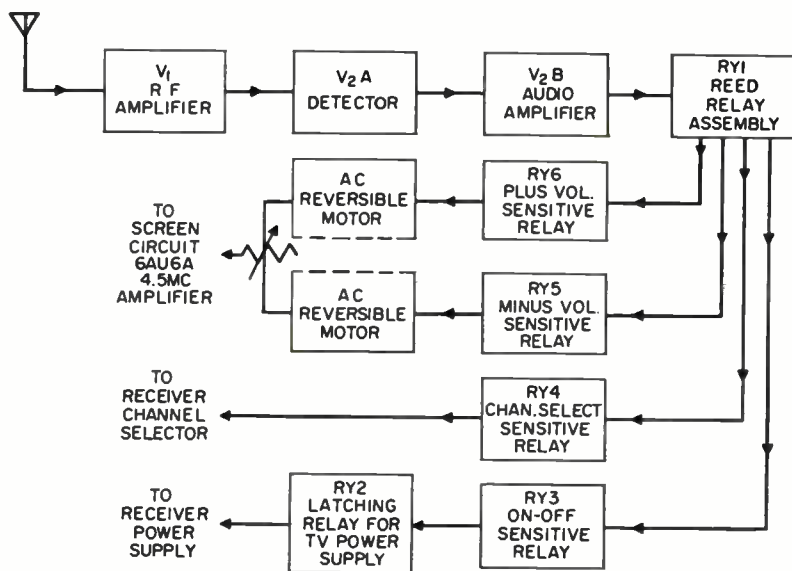 V1
R F
AMPLIFIER
V2A
DETECTOR
V2B
AUDIO
AMPLIFIER
RY1
REED
RELAY
ASSEMBLY
TO
SCREEN
CIRCUIT
6AU6A
4.5MC
AMPLIFIER
AC
REVERSIBLE
MOTOR
RY6
PLUS VOL.
SENSITIVE
RELAY
AC
REVERSIBLE
MOTOR
RY5
MINUS VOL.
SENSITIVE
RELAY
TO
RECEIVER
CHANNEL
SELECTOR
RY4
CHAN. SELECT
SENSITIVE
RELAY
TO
RECEIVER
POWER
SUPPLY
RY2
LATCHING
RELAY FOR
TV POWER
SUPPLY
RY3
ON-OFF
SENSITIVE
RELAY